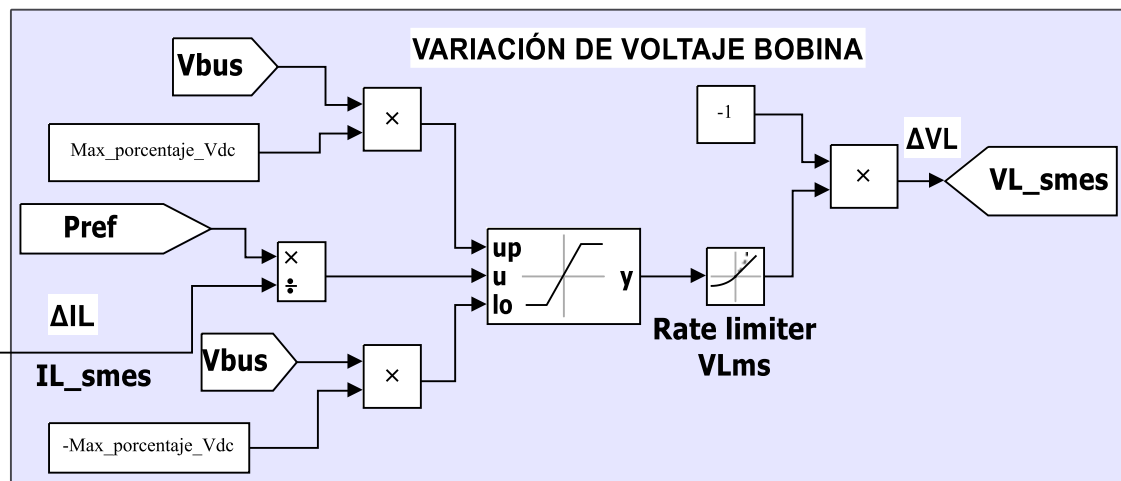 VARIACIÓN DE VOLTAJE BOBINA
Vbus
×
Max_porcentaje_Vdc
-1
×
ΔVL
VL_smes
Pref
×
÷
up
u
lo
y
Rate limiter
VLms
ΔIL
IL_smes
Vbus
×
-Max_porcentaje_Vdc